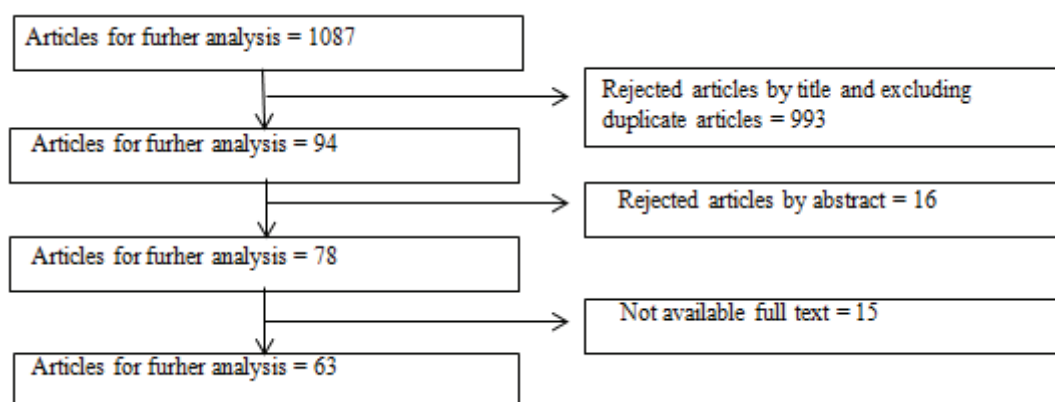 Articles for furher analysis = 1087
Rejected articles by title and excluding
duplicate articles = 993
Articles for furher analysis = 94
Rejected articles by abstract = 16
Articles for furher analysis = 78
Not available full text = 15
Articles for furher analysis = 63